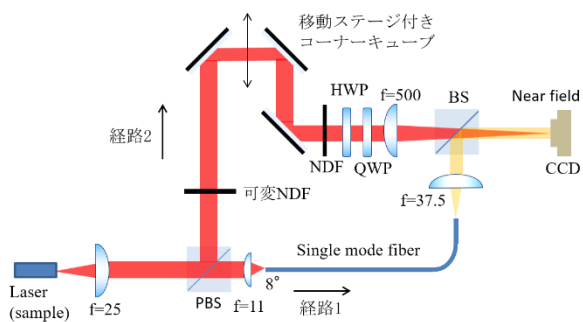 移動ステージ付き
コーナーキューブ
HWP
f=500
BS
Near field
経路2
NDF
QWP
CCD
可変NDF
f=37.5
Single mode fiber
8°
Laser
(sample)
f=25
PBS
f=11
経路1